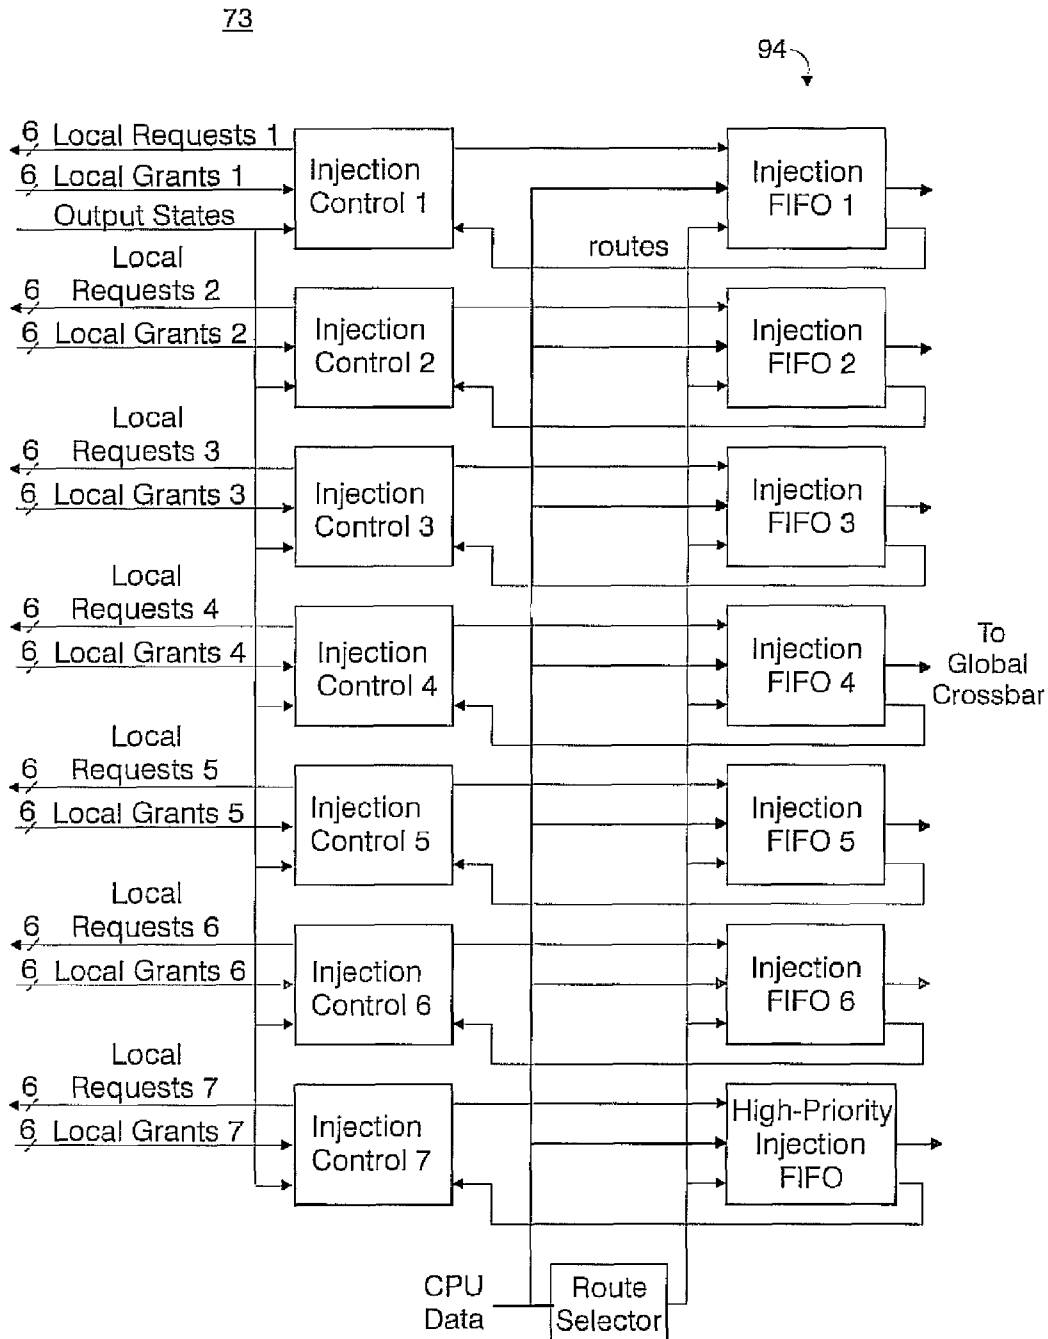 73
94
6 Local Requests 1
6 Local Grants 1
Output States
Injection
Control 1
Injection
FIFO 1
routes
Local
6 Requests 2
6 Local Grants 2
Injection
Control 2
Injection
FIFO 2
Local
6 Requests 3
6 Local Grants 3
Injection
Control 3
Injection
FIFO 3
Local
6 Requests 4
6 Local Grants 4
Injection
Control 4
Injection
FIFO 4
To
Global
Crossbar
Local
6 Requests 5
6 Local Grants 5
Injection
Control 5
Injection
FIFO 5
Local
6 Requests 6
6 Local Grants 6
Injection
Control 6
Injection
FIFO 6
Local
6 Requests 7
6 Local Grants 7
Injection
Control 7
High-Priority
Injection
FIFO
CPU
Data
Route
Selector